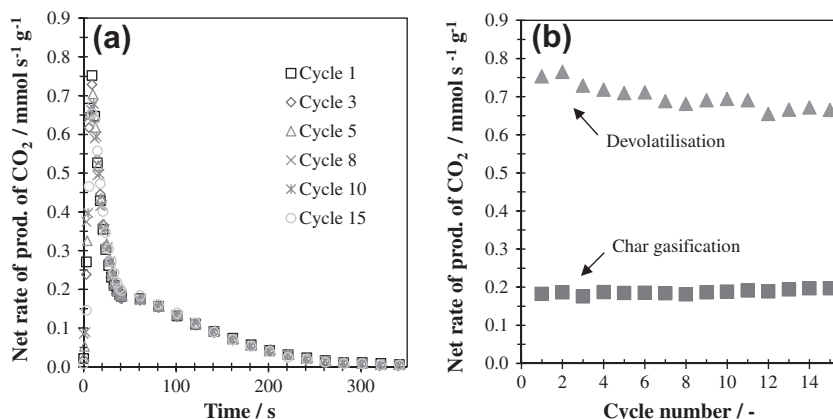 Net rate of prod. of CO₂ / mmol s⁻¹ g⁻¹
0.9
0.8
0.7
0.6
0.5
0.4
0.3
0.2
0.1
0.0
(a)
Cycle 1
Cycle 3
Cycle 5
Cycle 8
Cycle 10
Cycle 15
0 100 200 300
Time / s
Net rate of prod. of CO₂ / mmol s⁻¹ g⁻¹
0.9
0.8
0.7
0.6
0.5
0.4
0.3
0.2
0.1
0.0
(b)
Devolatilisation
Char gasification
0 2 4 6 8 10 12 14
Cycle number / -